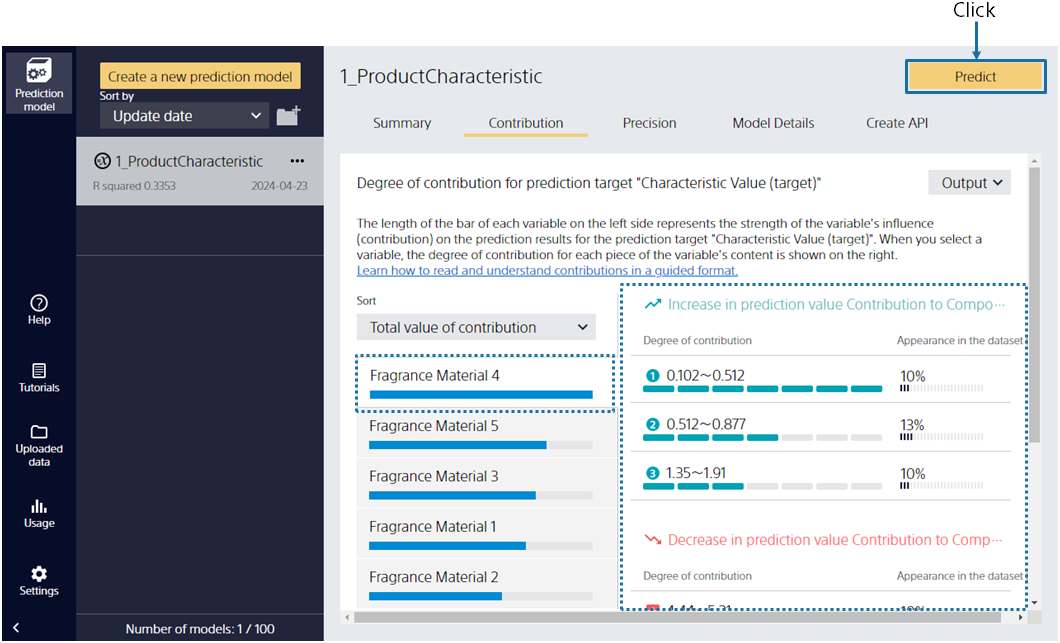 Click
Prediction
model
Create a new prediction model
Sort by
Update date
1_ProductCharacteristic
R squared 0.3353
2024-04-23
Help
Tutorials
Uploaded
data
Usage
Settings
Number of models: 1 / 100
1_ProductCharacteristic
Predict
Summary
Contribution
Precision
Model Details
Create API
Degree of contribution for prediction target "Characteristic Value (target)"
Output
The length of the bar of each variable on the left side represents the strength of the variable's influence
(contribution) on the prediction results for the prediction target "Characteristic Value (target)". When you select a
variable, the degree of contribution for each piece of the variable's content is shown on the right.
Learn how to read and understand contributions in a guided format.
Sort
Total value of contribution
Fragrance Material 4
Fragrance Material 5
Fragrance Material 3
Fragrance Material 1
Fragrance Material 2
Increase in prediction value Contribution to Compo···
Degree of contribution
Appearance in the dataset
1 0.102~0.512
10%
2 0.512~0.877
13%
3 1.35~1.91
10%
Decrease in prediction value Contribution to Comp···
Degree of contribution
Appearance in the dataset